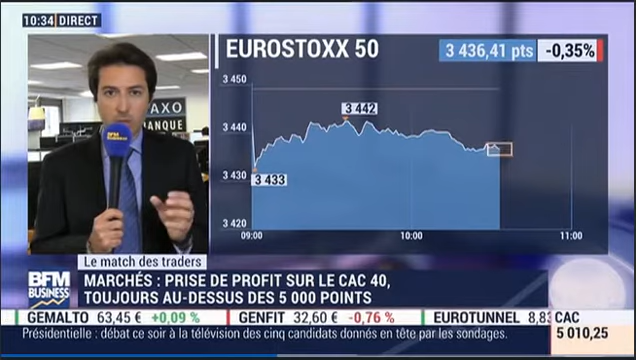 10:34 DIRECT
EUROSTOXX 50
3 436,41 pts
-0,35%
3 450
3 442
3 440
3 433
3 430
3 420
09:00
10:00
11:00
AXO
ANQUE
BFM
Business
Le match des traders
BFM
BUSINESS
MARCHÉS : PRISE DE PROFIT SUR LE CAC 40,
TOUJOURS AU-DESSUS DES 5 000 POINTS
GEMALTO 63,45 € +0,09 % GENFIT 32,60 € -0,76 % EUROTUNNEL 8,83
CAC
5 010,25
Présidentielle : débat ce soir à la télévision des cinq candidats donnés en tête par les sondages.